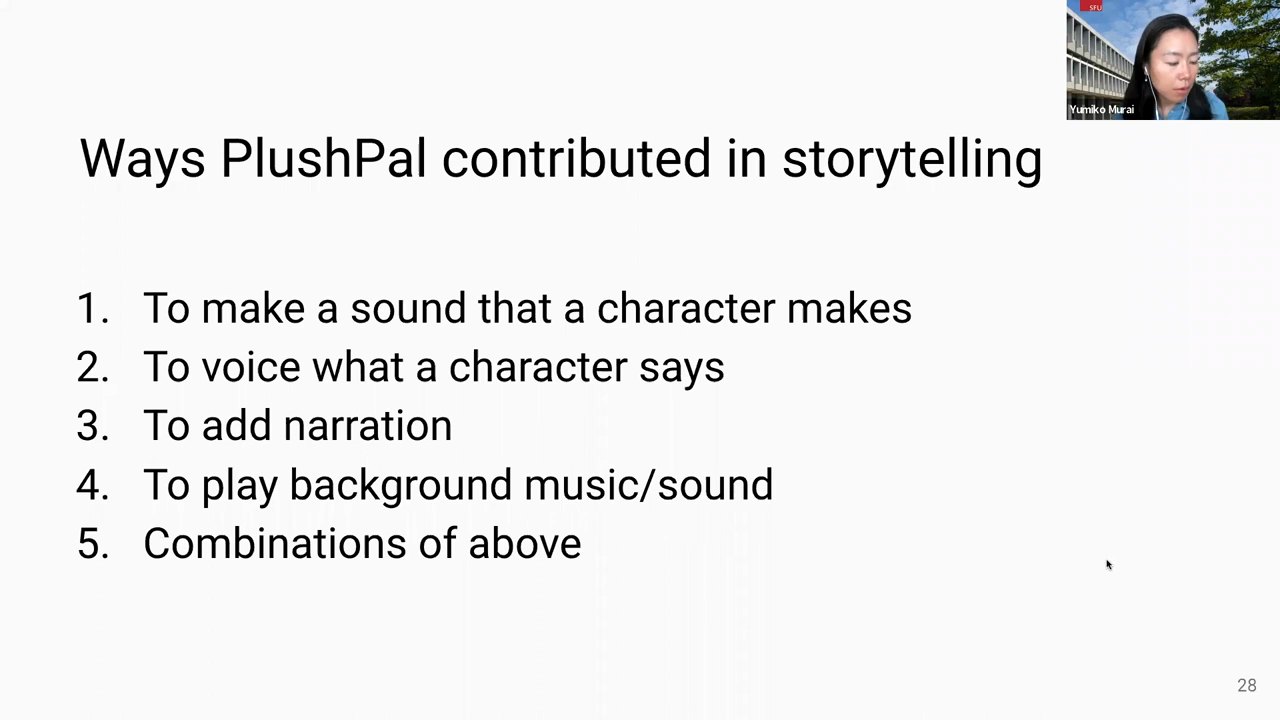 SFU
Yumiko Murai
Ways PlushPal contributed in storytelling
1. To make a sound that a character makes
2. To voice what a character says
3. To add narration
4. To play background music/sound
5. Combinations of above
28